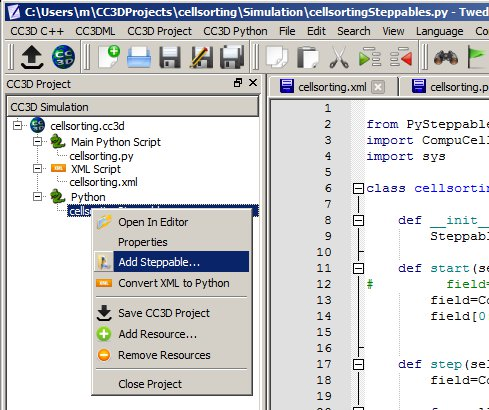 C:\Users\m\CC3DProjects\cellsorting\Simulation\cellsortingSteppables.py - Twed
CC3D C++ CC3DML CC3D Project CC3D Python File Edit Search View Language Co
CC3D Project
CC3D Simulation
cellsorting.cc3d
Main Python Script
cellsorting.py
XML Script
cellsorting.xml
Python
Open In Editor
Properties
Add Steppable...
Convert XML to Python
Save CC3D Project
Add Resource...
Remove Resources
Close Project
cellsorting.xml cellsorting.p
1
2 from PySteppable
3 import CompuCel
4 import sys
5
6 class cellsortin
7
8 def __init__
9 Steppabl
10
11 def start(se
12 # field=
13 field=Co
14 field[0
15
16
17 def step(sel
18 field=Co
19